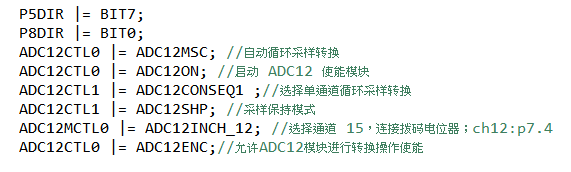 P5DIR |= BIT7;
P8DIR |= BIT0;
ADC12CTL0 |= ADC12MSC; //自动循环采样转换
ADC12CTL0 |= ADC12ON; //启动 ADC12 使能模块
ADC12CTL1 |= ADC12CONSEQ1 ;//选择单通道循环采样转换
ADC12CTL1 |= ADC12SHP; //采样保持模式
ADC12MCTL0 |= ADC12INCH_12; //选择通道 15，连接拨码电位器；ch12:p7.4
ADC12CTL0 |= ADC12ENC;//允许ADC12模块进行转换操作使能